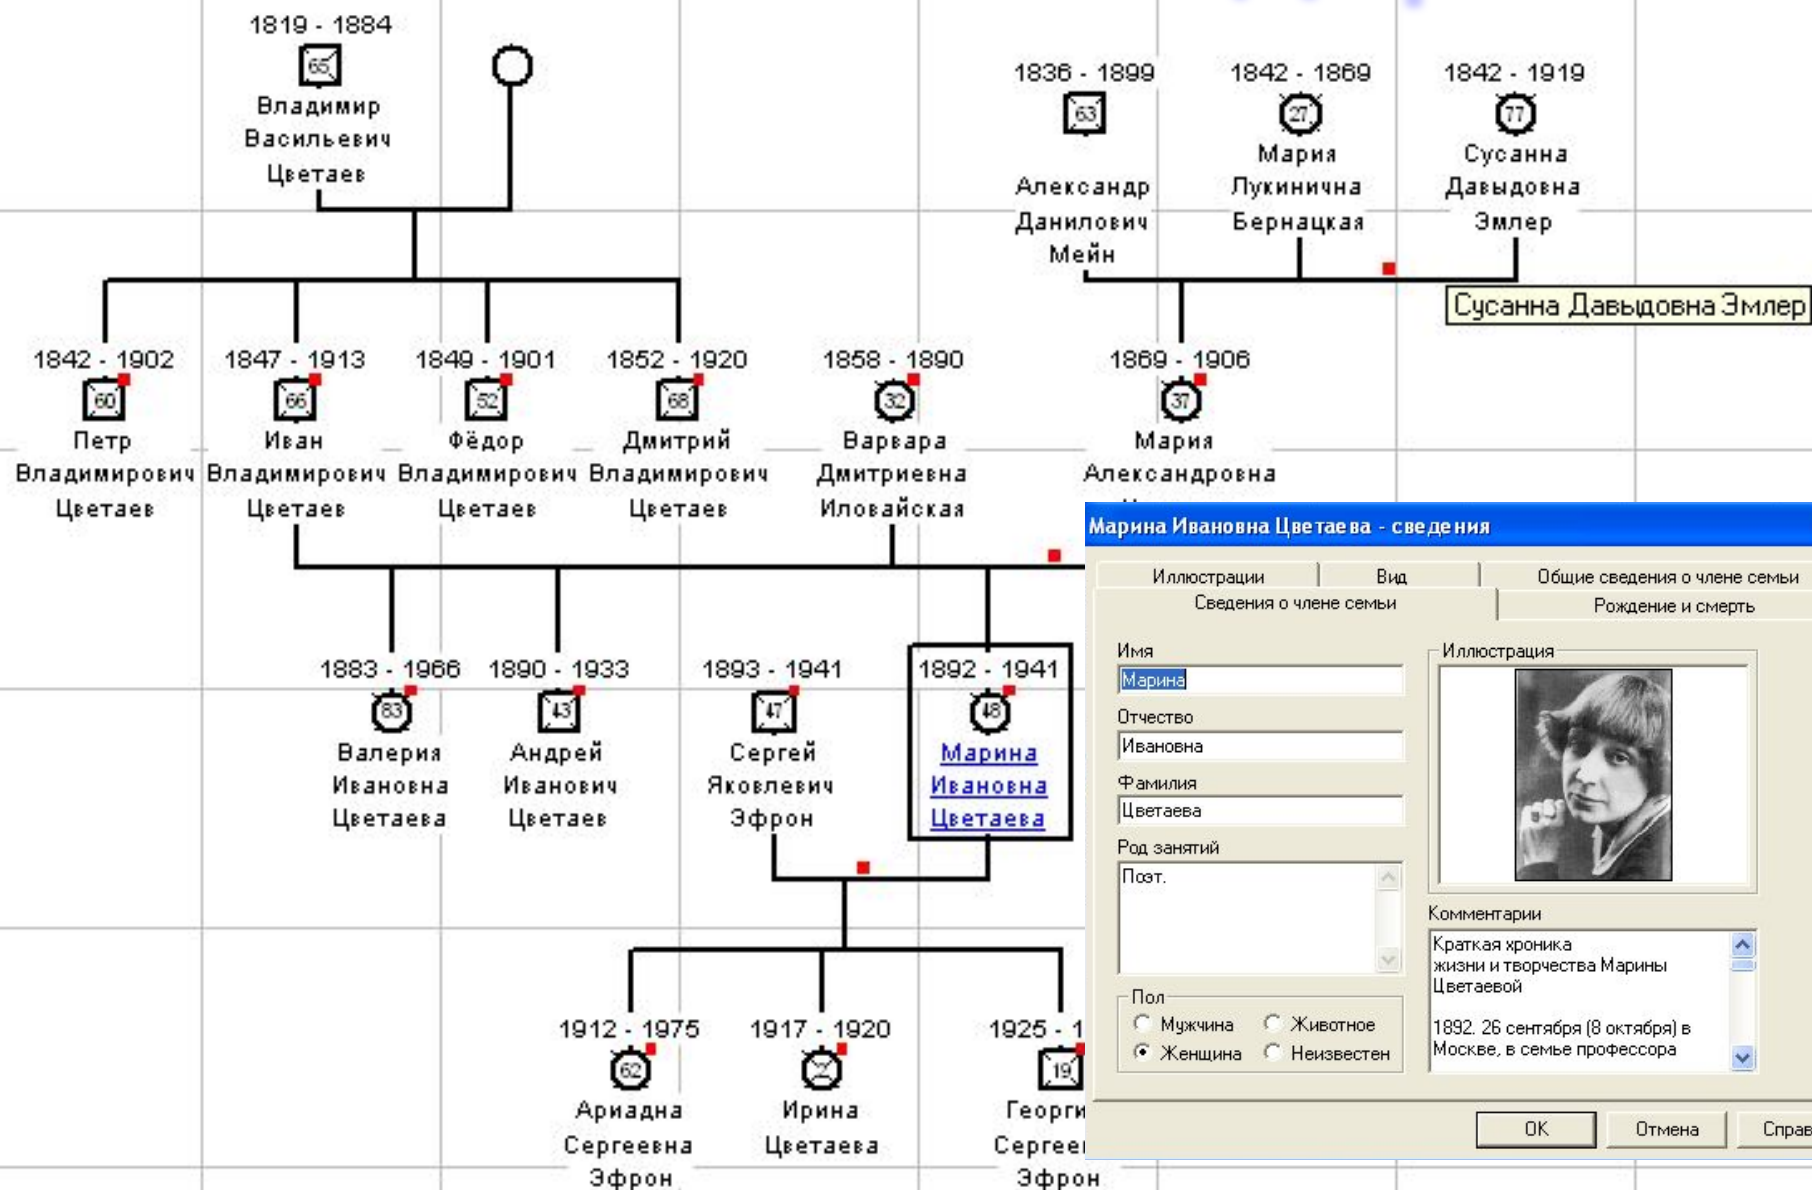 1819 - 1884
65
Владимир
Васильевич
Цветаев
1836 - 1899
63
Александр
Данилович
Мейн
1842 - 1869
27
Мария
Лукинична
Бернацкая
1842 - 1919
77
Сусанна
Давыдовна
Эмлер
Сусанна Давыдовна Эмлер
1842 - 1902
60
Петр
Владимирович
Цветаев
1847 - 1913
66
Иван
Владимирович
Цветаев
1849 - 1901
52
Фёдор
Владимирович
Цветаев
1852 - 1920
68
Дмитрий
Владимирович
Цветаев
1858 - 1890
32
Варвара
Дмитриевна
Иловайская
1869 - 1906
37
Мария
Александровна
1883 - 1966
83
Валерия
Ивановна
Цветаева
1890 - 1933
43
Андрей
Иванович
Цветаев
1893 - 1941
47
Сергей
Яковлевич
Эфрон
1892 - 1941
48
Марина
Ивановна
Цветаева
1912 - 1975
62
Ариадна
Сергеевна
Эфрон
1917 - 1920
2
Ирина
Цветаева
1925 - 1
19
Георги
Сергее
Эфрон
Марина Ивановна Цветаева - сведения
Иллюстрации Вид Общие сведения о члене семьи
Сведения о члене семьи Рождение и смерть
Имя
Марина
Отчество
Ивановна
Фамилия
Цветаева
Род занятий
Поэт.
Пол
Мужчина Животное
Женщина Неизвестен
Иллюстрация
Комментарии
Краткая хроника
жизни и творчества Марины
Цветаевой
1892. 26 сентября (8 октября) в
Москве, в семье профессора
OK Отмена Справ